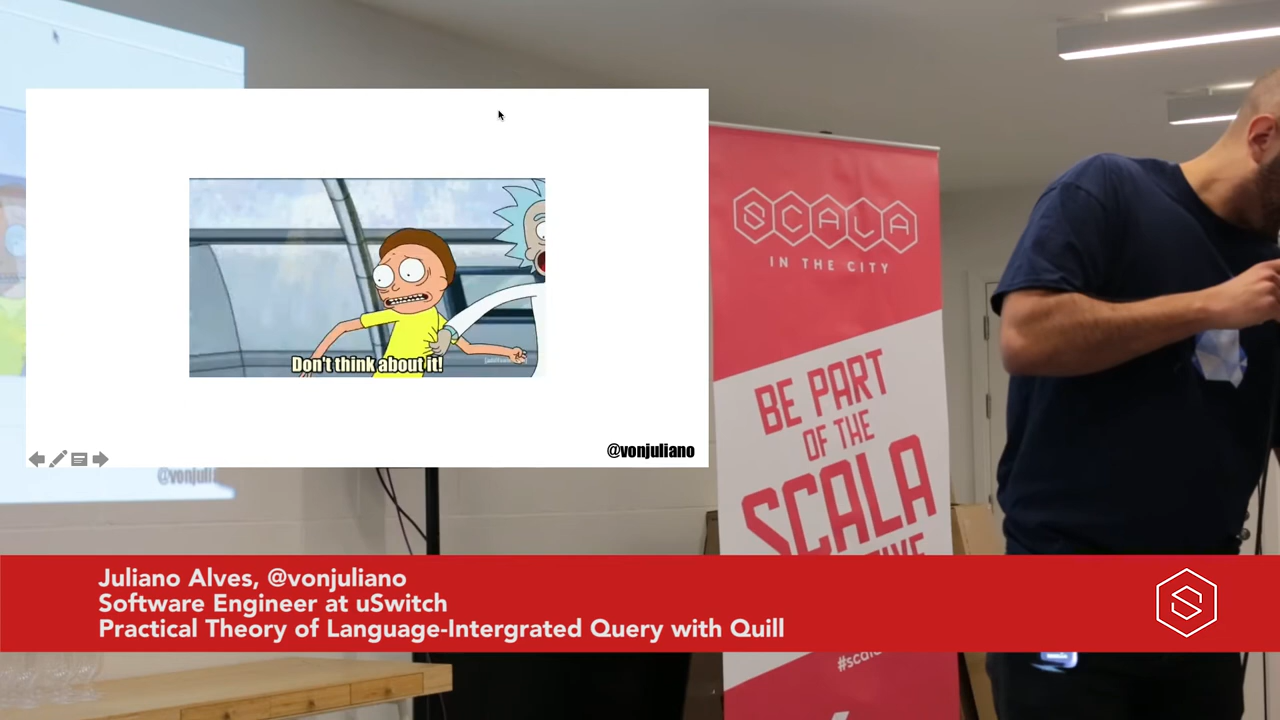 Don't think about it!
@vonjuliano
@vonjuli
SCALA
IN THE CITY
BE PART
OF THE
SCALA
Juliano Alves, @vonjuliano
Software Engineer at uSwitch
Practical Theory of Language-Intergrated Query with Quill